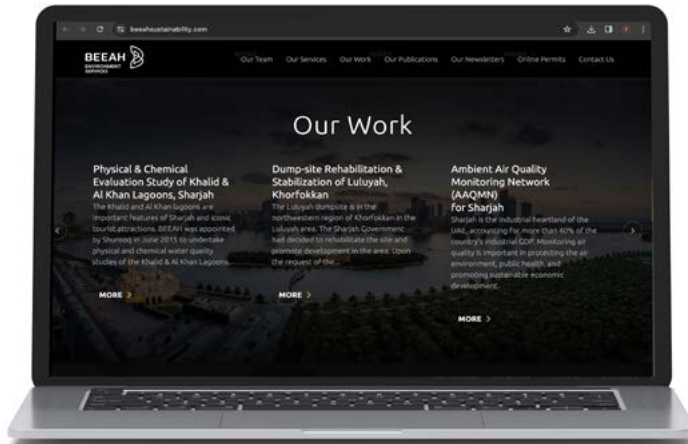 beeahsustainability.com
BEEAH
ENVIRONMENT
SERVICES
Our Team Our Services Our Work Our Publications Our Newsletters Online Permits Contact Us
Our Work
Physical & Chemical
Evaluation Study of Khalid &
Al Khan Lagoons, Sharjah
The Khalid and Al Khan lagoons are
important features of Sharjah and iconic
tourist attractions. BEEAH was appointed
by Shurooq in June 2015 to undertake
physical and chemical water quality
studies of the Khalid & Al Khan Lagoons.
MORE >
Dump-site Rehabilitation &
Stabilization of Luluyah,
Khorfokkan
The Luluyah dumpsite is in the
northwestern region of Khorfokkan in the
Luluyah area. The Sharjah Government
had decided to rehabilitate the site and
promote development in the area. Upon
the request of the...
MORE >
Ambient Air Quality
Monitoring Network
(AAQMN)
for Sharjah
Sharjah is the industrial heartland of the
UAE, accounting for more than 40% of the
country's industrial GDP. Monitoring air
quality is important in protecting the air
environment, public health, and
promoting sustainable economic
development.
MORE >